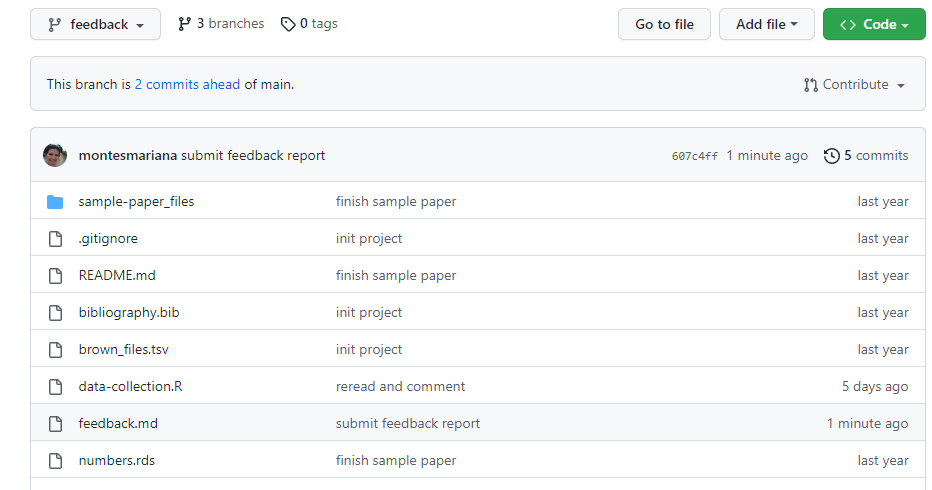 feedback 3 branches 0 tags Go to file Add file Code
This branch is 2 commits ahead of main. Contribute
montesmariana submit feedback report 607c4ff 1 minute ago 5 commits
sample-paper_files finish sample paper last year
.gitignore init project last year
README.md finish sample paper last year
bibliography.bib init project last year
brown_files.tsv init project last year
data-collection.R reread and comment 5 days ago
feedback.md submit feedback report 1 minute ago
numbers.rds finish sample paper last year